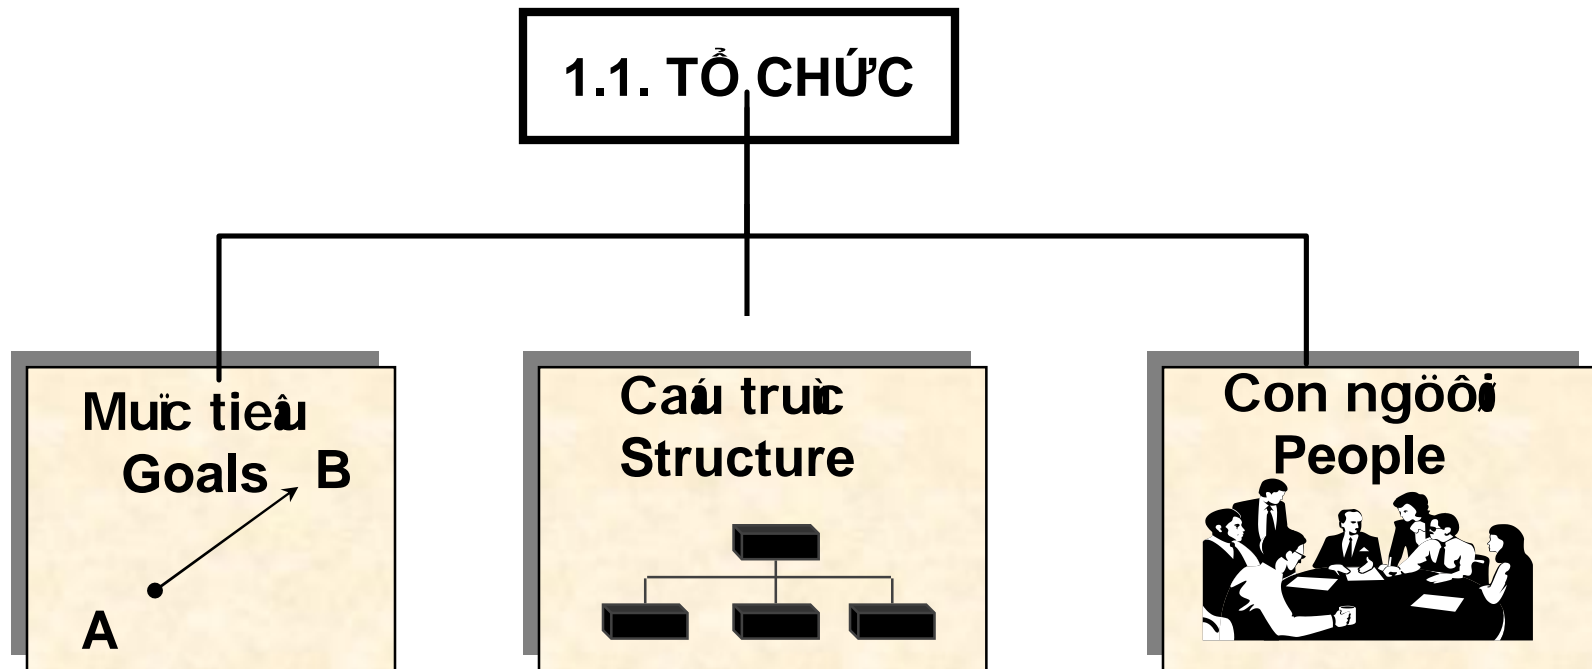 1.1. TỔ CHỨC
Muïc tieâu
Goals
B
A
Caáu truùc
Structure
Con ngöôøi
People